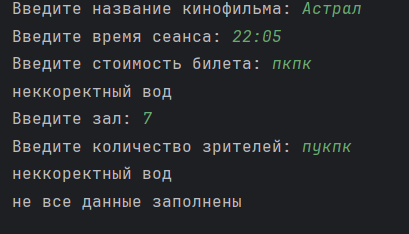 Введите название кинофильма: Астрал
Введите время сеанса: 22:05
Введите стоимость билета: пкпк
неккоректный вод
Введите зал: 7
Введите количество зрителей: пукпк
неккоректный вод
не все данные заполнены